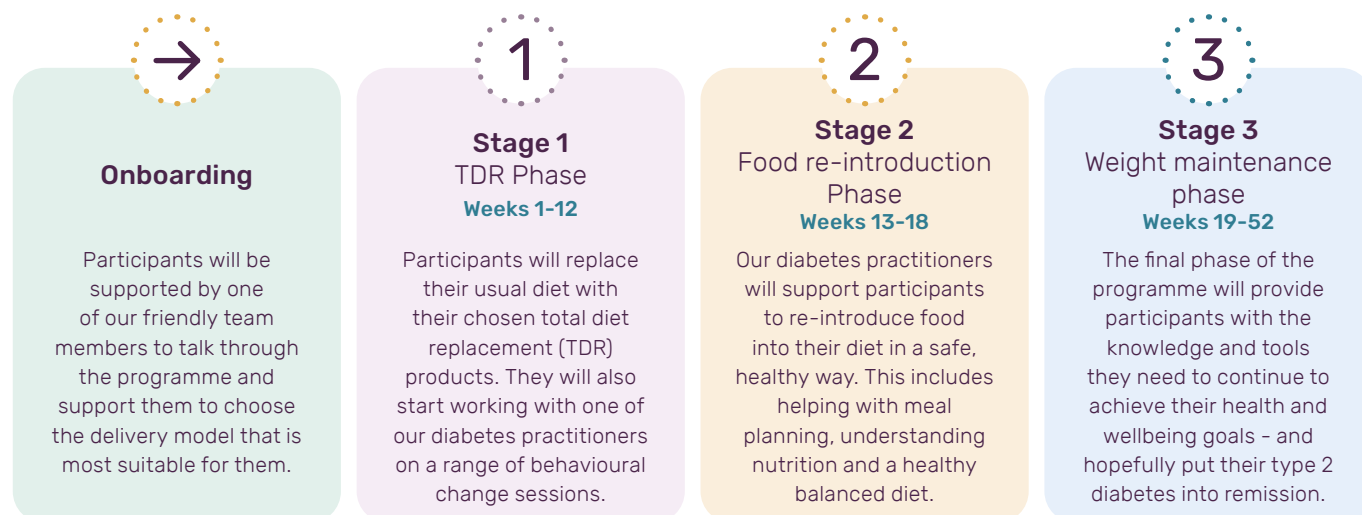 Onboarding
Participants will be
supported by one
of our friendly team
members to talk through
the programme and
support them to choose
the delivery model that is
most suitable for them.
1
Stage 1
TDR Phase
Weeks 1-12
Participants will replace
their usual diet with
their chosen total diet
replacement (TDR)
products. They will also
start working with one of
our diabetes practitioners
on a range of behavioural
change sessions.
2
Stage 2
Food re-introduction
Phase
Weeks 13-18
Our diabetes practitioners
will support participants
to re-introduce food
into their diet in a safe,
healthy way. This includes
helping with meal
planning, understanding
nutrition and a healthy
balanced diet.
3
Stage 3
Weight maintenance
phase
Weeks 19-52
The final phase of the
programme will provide
participants with the
knowledge and tools
they need to continue to
achieve their health and
wellbeing goals - and
hopefully put their type 2
diabetes into remission.